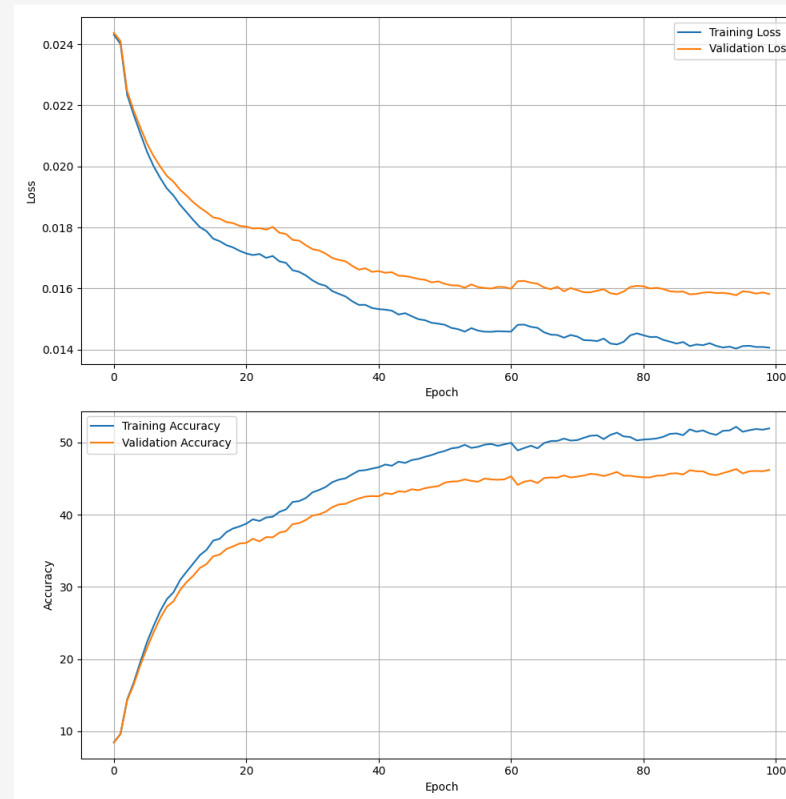 Training Loss
Validation Loss
0.024
0.022
0.020
0.018
0.016
0.014
Loss
0 20 40 60 80 100
Epoch
Training Accuracy
Validation Accuracy
50
40
30
20
10
Accuracy
0 20 40 60 80 100
Epoch